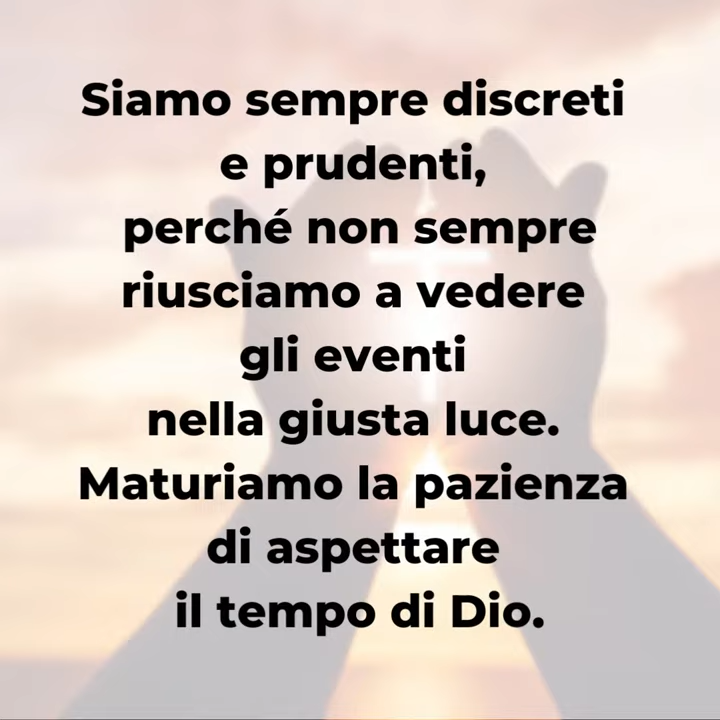 Siamo sempre discreti
e prudenti,
perché non sempre
riusciamo a vedere
gli eventi
nella giusta luce.
Maturiamo la pazienza
di aspettare
il tempo di Dio.